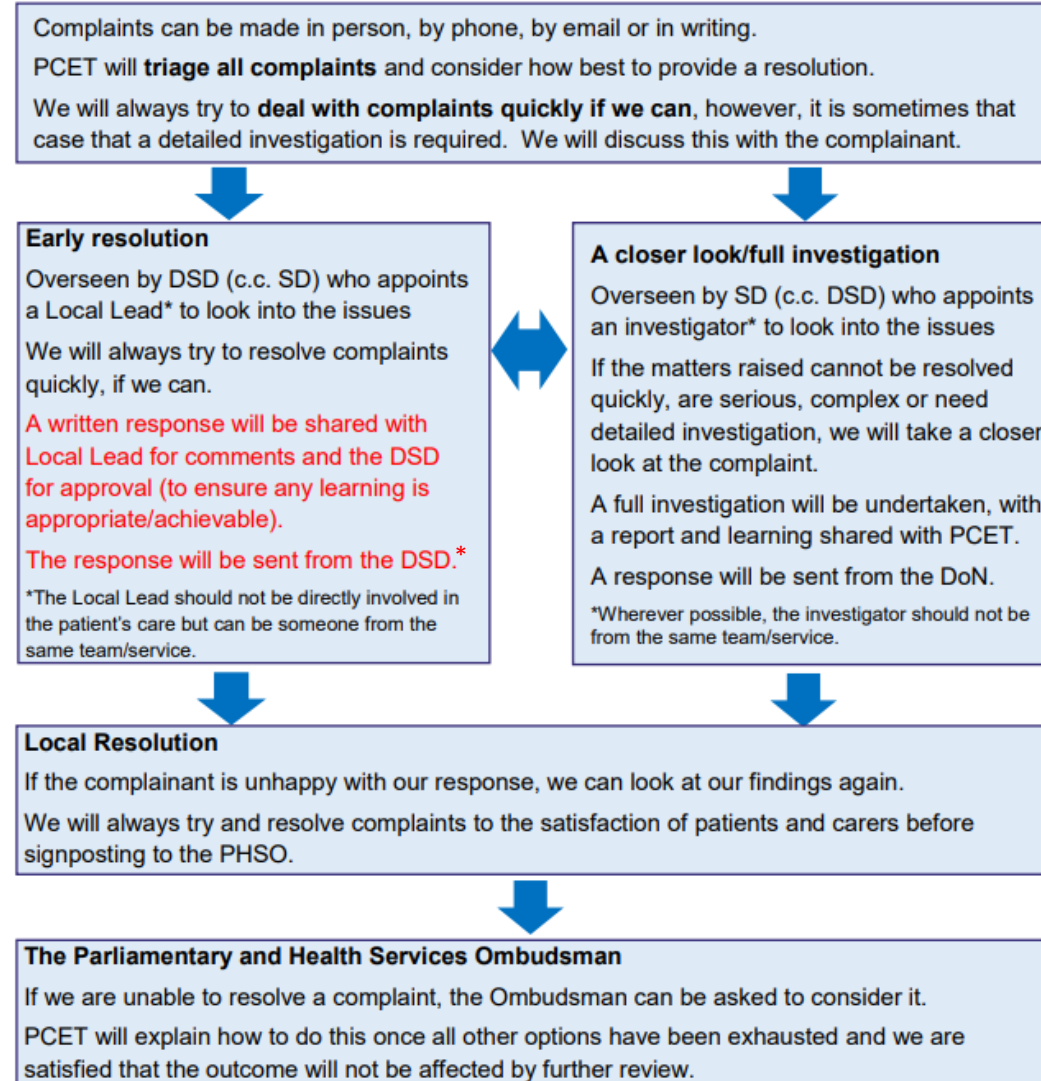 Complaints can be made in person, by phone, by email or in writing.
PCET will triage all complaints and consider how best to provide a resolution.
We will always try to deal with complaints quickly if we can, however, it is sometimes that
case that a detailed investigation is required.  We will discuss this with the complainant.
Early resolution
Overseen by DSD (c.c. SD) who appoints
a Local Lead* to look into the issues
We will always try to resolve complaints
quickly, if we can.
A written response will be shared with
Local Lead for comments and the DSD
for approval (to ensure any learning is
appropriate/achievable).
The response will be sent from the DSD.*
*The Local Lead should not be directly involved in
the patient's care but can be someone from the
same team/service.
A closer look/full investigation
Overseen by SD (c.c. DSD) who appoints
an investigator* to look into the issues
If the matters raised cannot be resolved
quickly, are serious, complex or need
detailed investigation, we will take a closer
look at the complaint.
A full investigation will be undertaken, with
a report and learning shared with PCET.
A response will be sent from the DoN.
*Wherever possible, the investigator should not be
from the same team/service.
Local Resolution
If the complainant is unhappy with our response, we can look at our findings again.
We will always try and resolve complaints to the satisfaction of patients and carers before
signposting to the PHSO.
The Parliamentary and Health Services Ombudsman
If we are unable to resolve a complaint, the Ombudsman can be asked to consider it.
PCET will explain how to do this once all other options have been exhausted and we are
satisfied that the outcome will not be affected by further review.